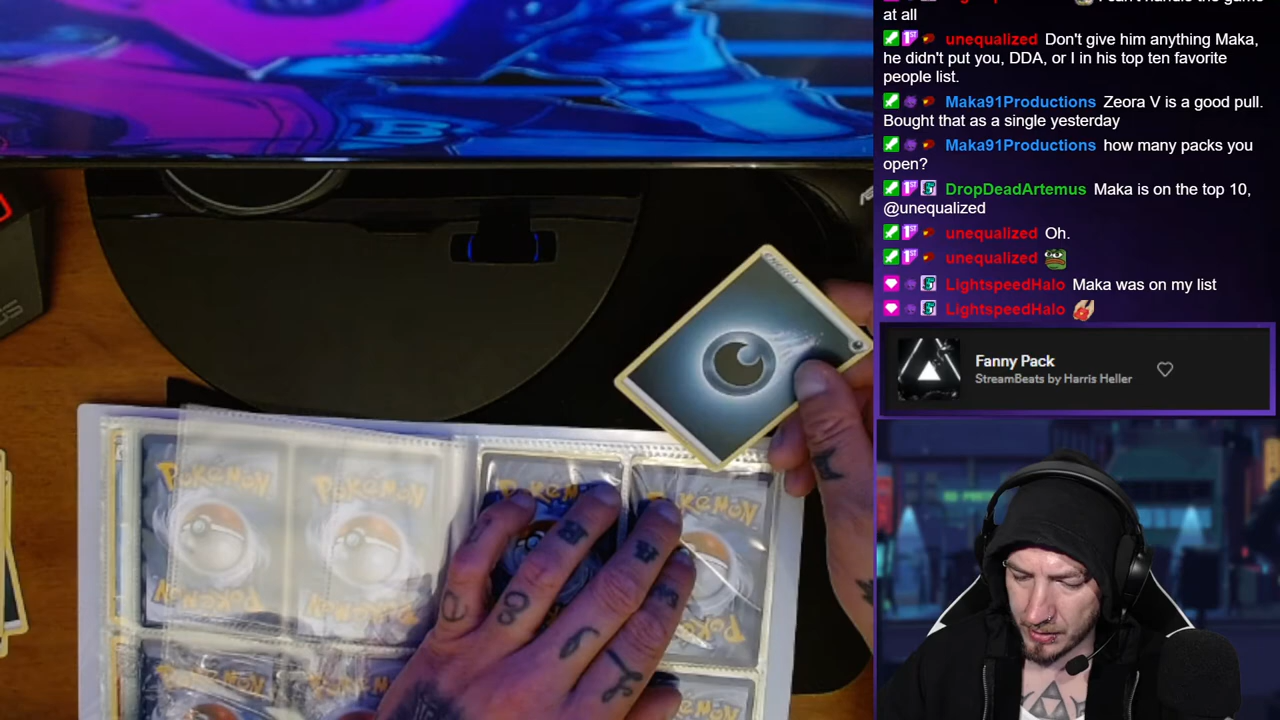 at all
unequalized Don't give him anything Maka,
he didn't put you, DDA, or I in his top ten favorite
people list.
Maka91Productions Zeora V is a good pull.
Bought that as a single yesterday
Maka91Productions how many packs you
open?
DropDeadArtemus Maka is on the top 10,
@unequalized
unequalized Oh.
unequalized
LightspeedHalo Maka was on my list
LightspeedHalo
Fanny Pack
StreamBeats by Harris Heller
ENERGY
POKéMON
POKéMON
POKéMON
POKéMON
POKéMON
POKéMON